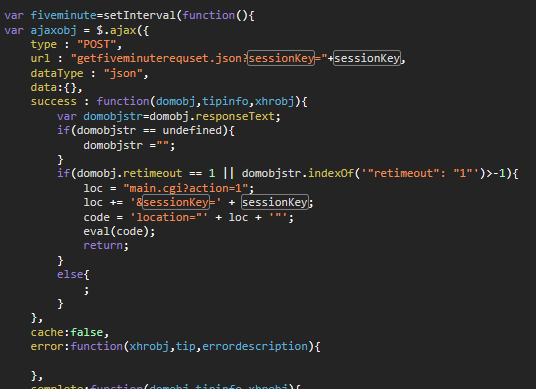 var fiveminute=setInterval(function(){
var ajaxobj = $.ajax({
type : "POST",
url : "getfiveminuterequset.json?sessionKey="+sessionKey,
dataType : "json",
data:{},
success : function(domobj,tipinfo,xhrobj){
var domobjstr=domobj.responseText;
if(domobjstr == undefined){
domobjstr ="";
}
if(domobj.retimeout == 1 || domobjstr.indexOf('"retimeout": "1"')>-1){
loc = "main.cgi?action=1";
loc += '&sessionKey=' + sessionKey;
code = 'location="' + loc + '"';
eval(code);
return;
}
else{
;
}
},
cache:false,
error:function(xhrobj,tip,errordescription){
},
complete:function(domobj,tipinfo,xhrobj){